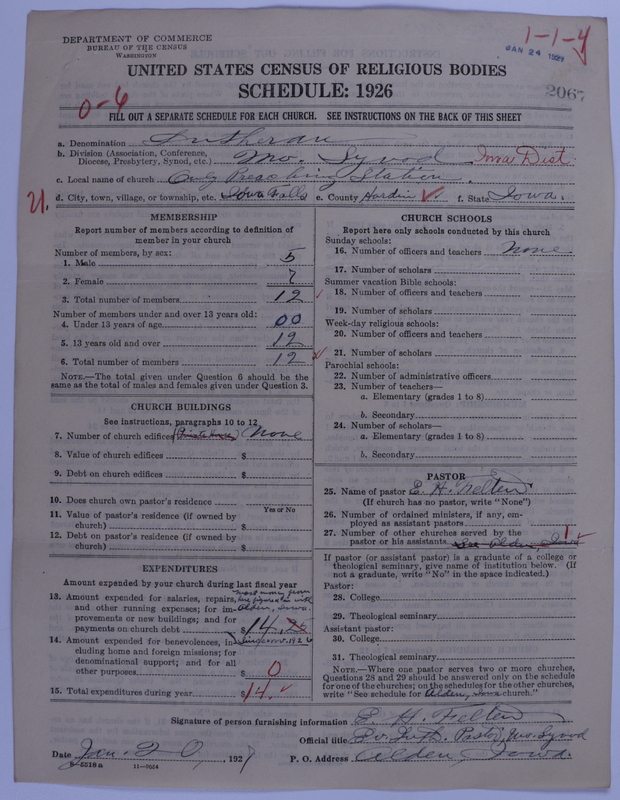 DEPARTMENT OF COMMERCE
BUREAU OF THE CENSUS
WASHINGTON
1-1-y
JAN 24
2067
UNITED STATES CENSUS OF RELIGIOUS BODIES
SCHEDULE: 1926
0-6
FILL OUT A SEPARATE SCHEDULE FOR EACH CHURCH. SEE INSTRUCTIONS ON THE BACK OF THIS SHEET
a. Denomination Lutheran
b. Division (Association, Conference, Diocese, Presbytery, Synod, etc.) Mo. Synod Iowa Dist.
c. Local name of church Only Preaching Station
21.
d. City, town, village, or township, etc. Iowa Falls e. County Hardin f. State Iowa.
MEMBERSHIP
Report number of members according to definition of
member in your church
Number of members, by sex:
1. Male 5
2. Female 7
3. Total number of members 12
Number of members under and over 13 years old:
4. Under 13 years of age 00
5. 13 years old and over 12
6. Total number of members 12
NOTE.—The total given under Question 6 should be the
same as the total of males and females given under Question 3.
CHURCH BUILDINGS
See instructions, paragraphs 10 to 12
7. Number of church edifices (Private House) None
8. Value of church edifices $
9. Debt on church edifices $
10. Does church own pastor's residence
Yes or No
11. Value of pastor's residence (if owned by
church) $
12. Debt on pastor's residence (if owned by
church) $
EXPENDITURES
Amount expended by your church during last fiscal year
13. Amount expended for salaries, repairs,
and other running expenses; for im-
provements or new buildings; and for
payments on church debt $14.25
Alden, Iowa.
14. Amount expended for benevolences, in-
cluding home and foreign missions; for
denominational support; and for all
other purposes $0
15. Total expenditures during year $14.
CHURCH SCHOOLS
Report here only schools conducted by this church
Sunday schools:
16. Number of officers and teachers None
17. Number of scholars
Summer vacation Bible schools:
18. Number of officers and teachers
19. Number of scholars
Week-day religious schools:
20. Number of officers and teachers
21. Number of scholars
Parochial schools:
22. Number of administrative officers
23. Number of teachers—
a. Elementary (grades 1 to 8)
b. Secondary
24. Number of scholars—
a. Elementary (grades 1 to 8)
b. Secondary
PASTOR
25. Name of pastor E. H. Felten
(If church has no pastor, write "None")
26. Number of ordained ministers, if any, em-
ployed as assistant pastors
27. Number of other churches served by the
pastor or his assistants. See Alden, Iowa 1
If pastor (or assistant pastor) is a graduate of a college or
theological seminary, give name of institution below. (If
not a graduate, write "No" in the space indicated.)
Pastor:
28. College
29. Theological seminary
Assistant pastor:
30. College
31. Theological seminary
NOTE.—Where one pastor serves two or more churches,
Questions 28 and 29 should be answered only on the schedule
for one of the churches; on the schedules for the other churches,
write "See schedule for Alden, Iowa church."
Signature of person furnishing information E. H. Felten
Official title Ev. Luth. Pastor, Mo. Synod
Date Jan. 20, 1927 P. O. Address Alden, Iowa.
8-5518a 11-9034